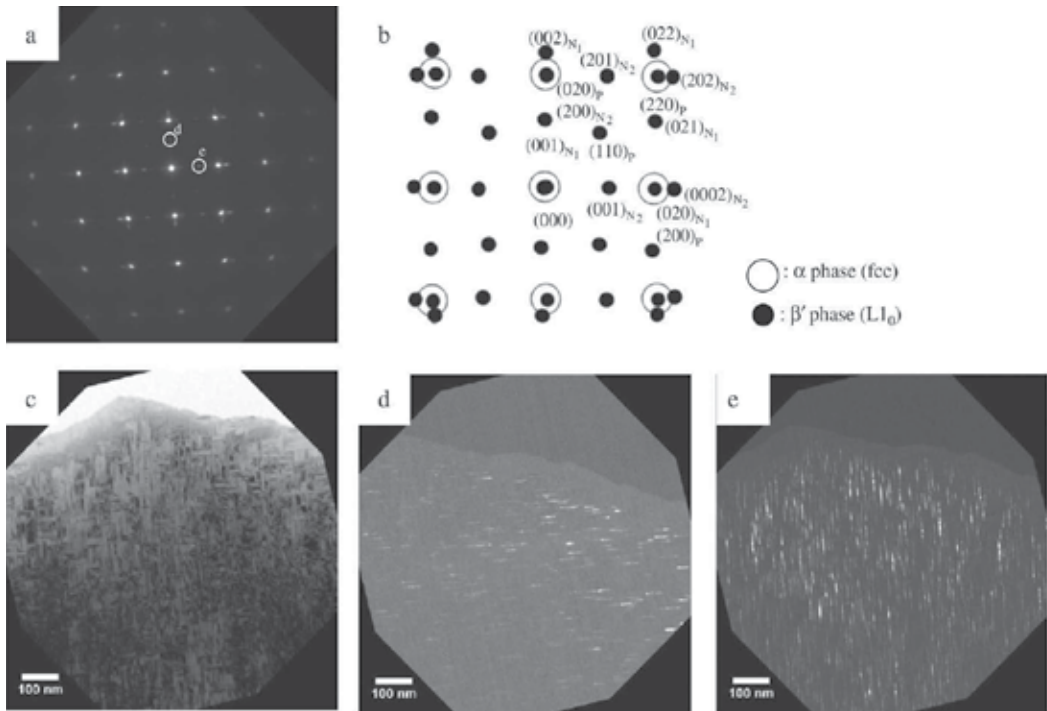 a
d
e
b
(002)N₁
(022)N₁
(201)N₂
(202)N₂
(020)P
(200)N₂
(220)P
(021)N₁
(001)N₁
(110)P
(000)
(001)N₂
(0002)N₂
(020)N₁
(200)P
: α phase (fcc)
: β′ phase (L1₀)
c
100 nm
d
100 nm
e
100 nm